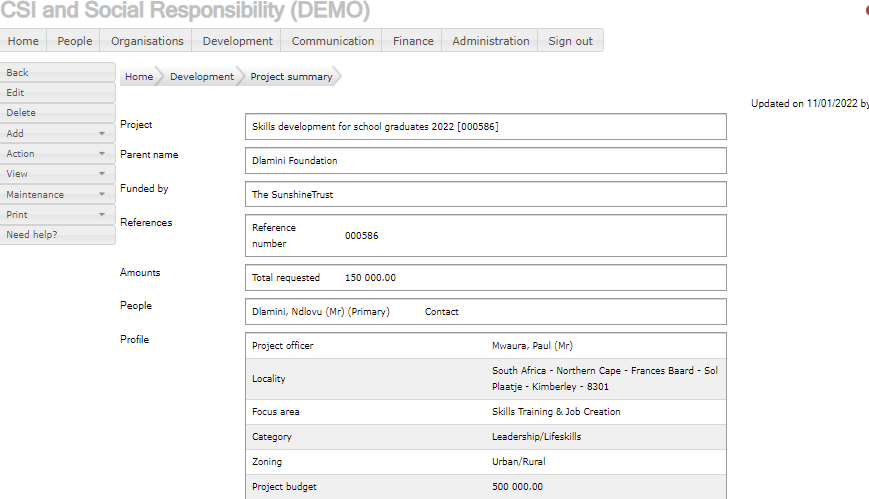 CSI and Social Responsibility (DEMO)
Home People Organisations Development Communication Finance Administration Sign out
Back
Edit
Delete
Add
Action
View
Maintenance
Print
Need help?
Home Development Project summary
Updated on 11/01/2022 by
Project Skills development for school graduates 2022 [000586]
Parent name Dlamini Foundation
Funded by The SunshineTrust
References Reference number 000586
Amounts Total requested 150 000.00
People Dlamini, Ndlovu (Mr) (Primary) Contact
Profile
Project officer Mwaura, Paul (Mr)
Locality South Africa - Northern Cape - Frances Baard - Sol
Plaatje - Kimberley - 8301
Focus area Skills Training & Job Creation
Category Leadership/Lifeskills
Zoning Urban/Rural
Project budget 500 000.00